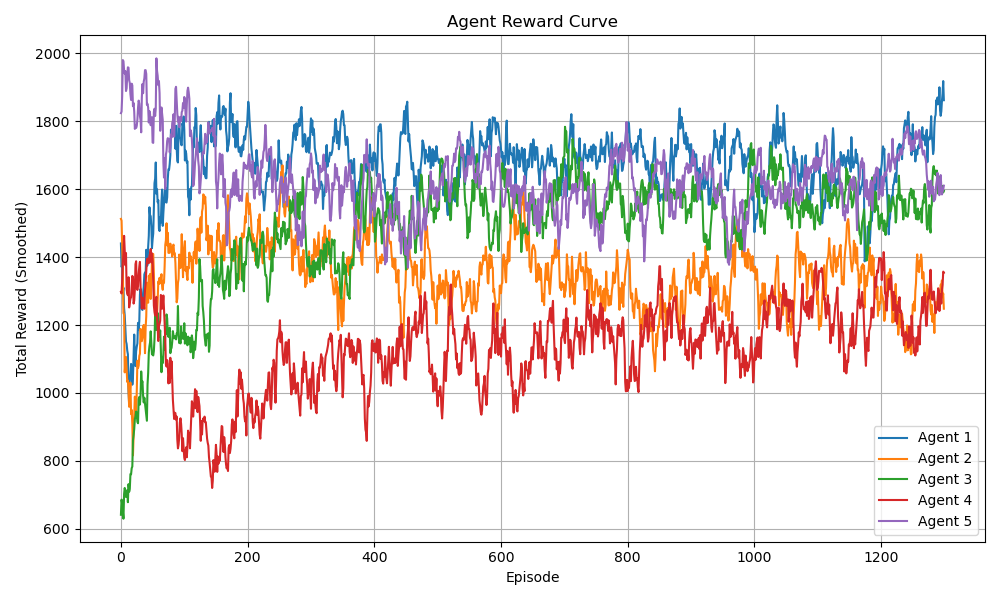 Agent Reward Curve
Total Reward (Smoothed)
2000
1800
1600
1400
1200
1000
800
600
0
200
400
600
800
1000
1200
Episode
Agent 1
Agent 2
Agent 3
Agent 4
Agent 5